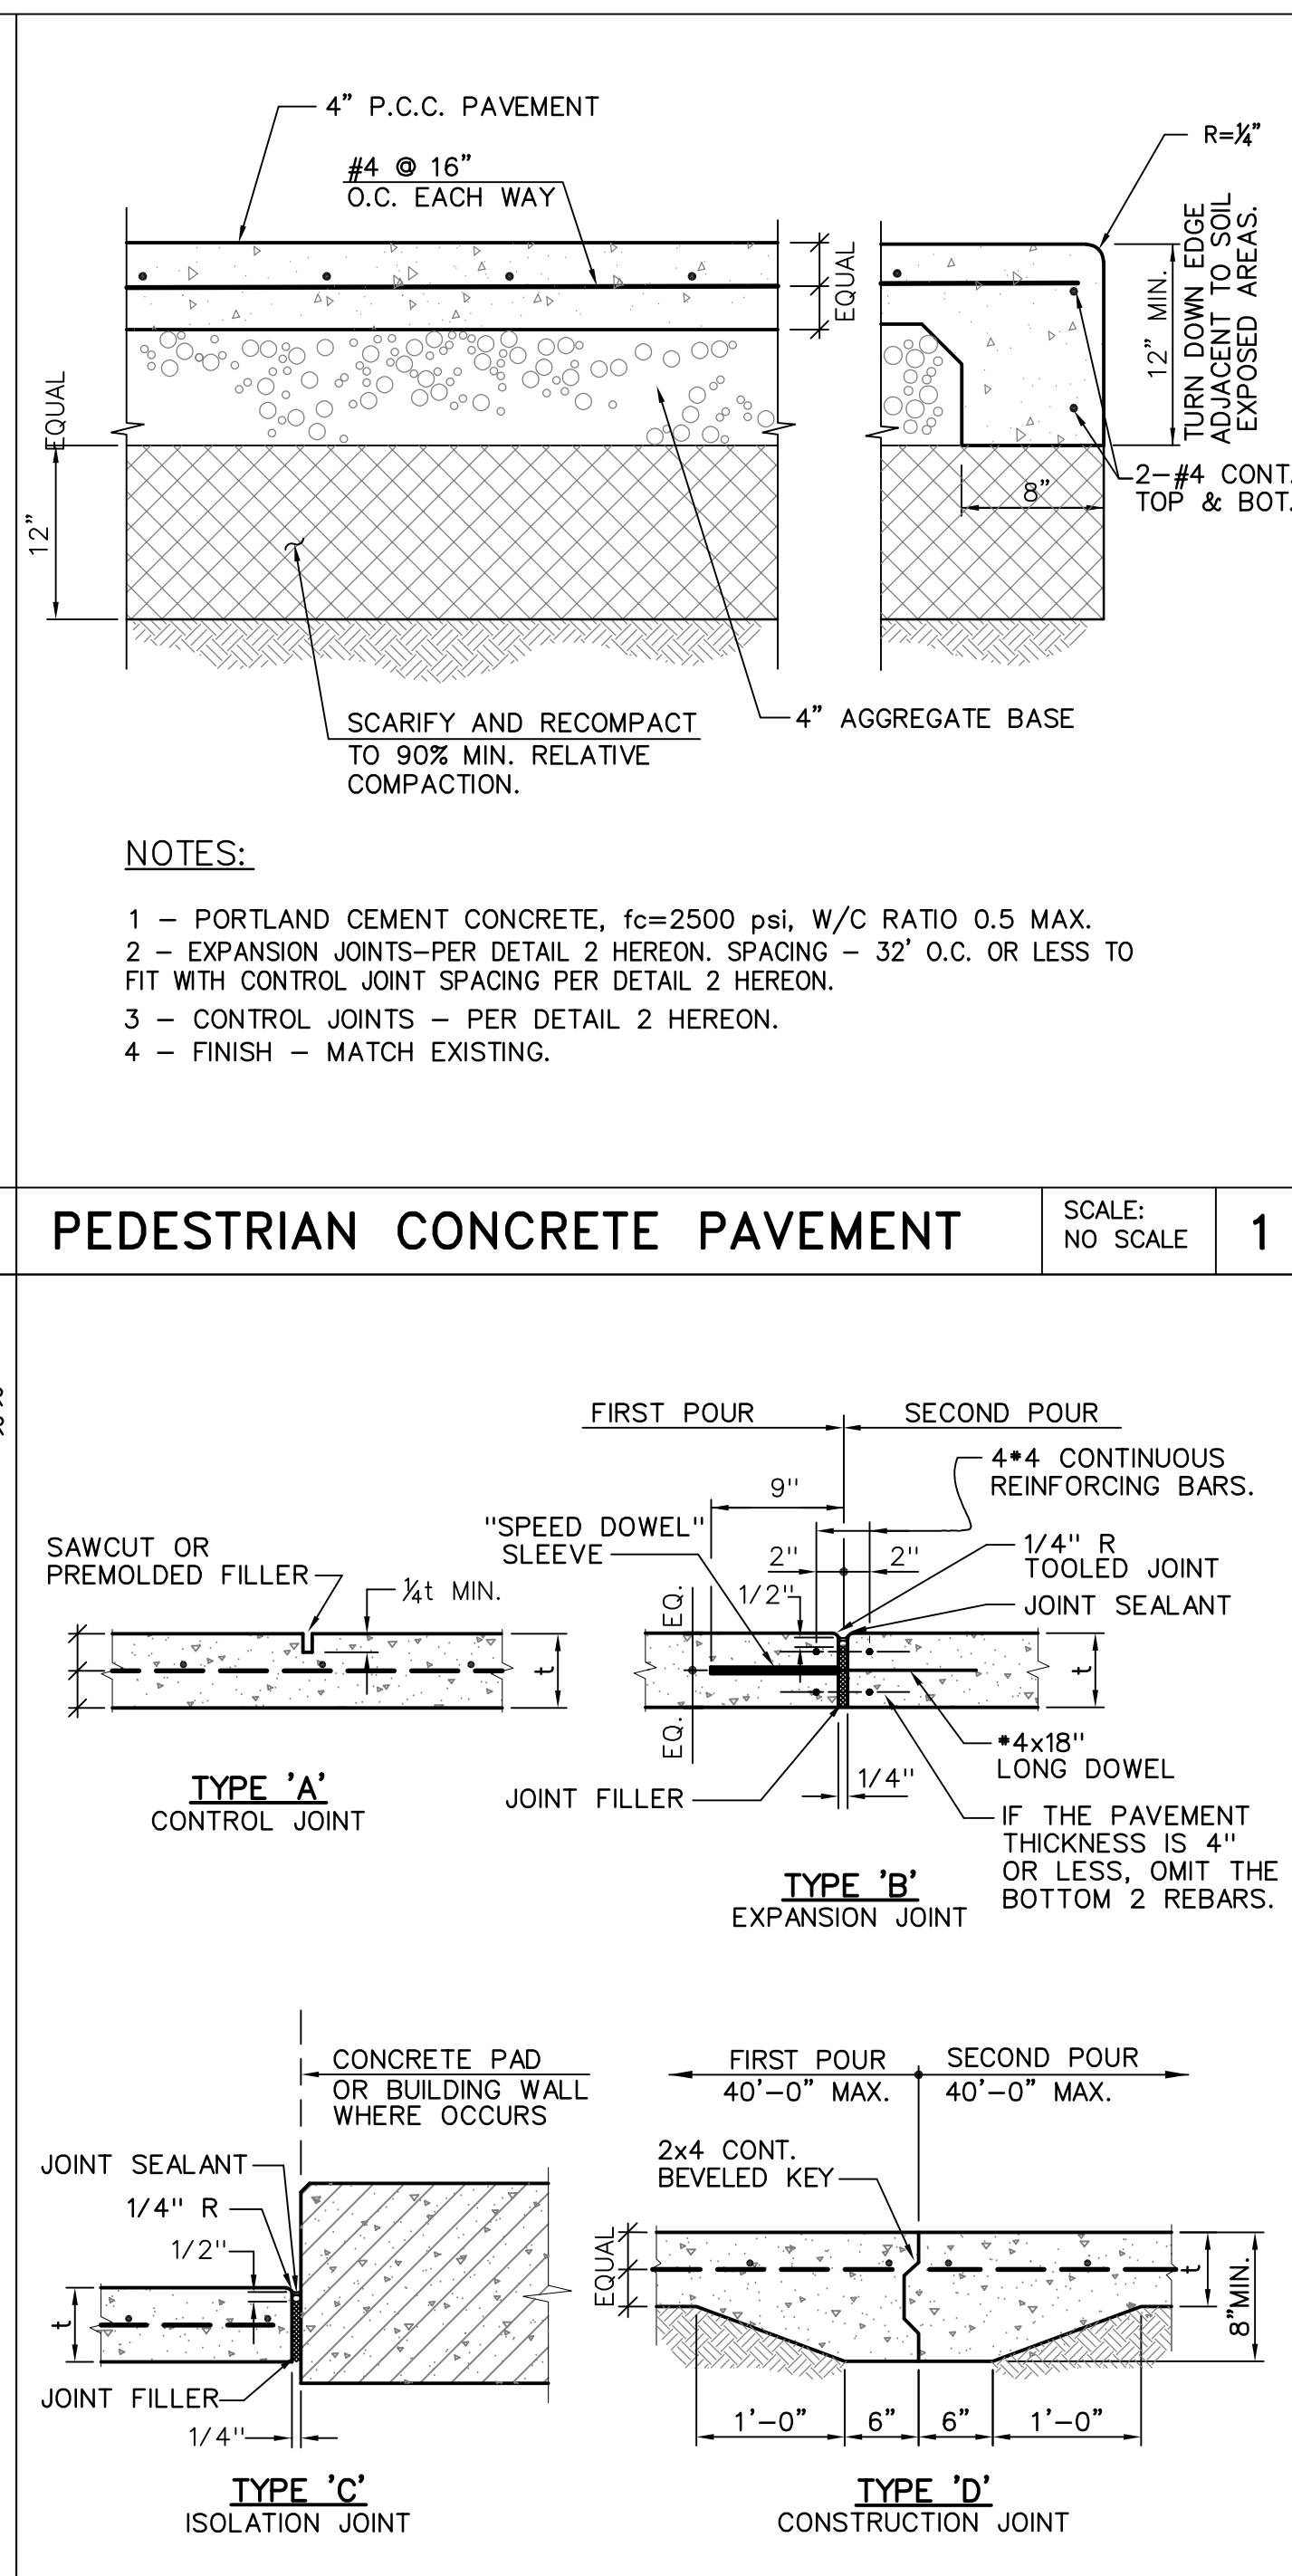 4" P.C.C. PAVEMENT
#4 @ 16"
O.C. EACH WAY
R=¼"
EQUAL
12" MIN.
TURN DOWN EDGE
ADJACENT TO SOIL
EXPOSED AREAS.
EQUAL
12"
8"
2-#4 CONT.
TOP & BOT.
SCARIFY AND RECOMPACT
TO 90% MIN. RELATIVE
COMPACTION.
4" AGGREGATE BASE
NOTES:
1 – PORTLAND CEMENT CONCRETE, fc=2500 psi, W/C RATIO 0.5 MAX.
2 – EXPANSION JOINTS–PER DETAIL 2 HEREON. SPACING – 32' O.C. OR LESS TO
FIT WITH CONTROL JOINT SPACING PER DETAIL 2 HEREON.
3 – CONTROL JOINTS – PER DETAIL 2 HEREON.
4 – FINISH – MATCH EXISTING.
PEDESTRIAN CONCRETE PAVEMENT
SCALE:
NO SCALE
1
SAWCUT OR
PREMOLDED FILLER
¼t MIN.
t
TYPE 'A'
CONTROL JOINT
FIRST POUR
SECOND POUR
4#4 CONTINUOUS
REINFORCING BARS.
9"
"SPEED DOWEL"
SLEEVE
2"
2"
1/4" R
TOOLED JOINT
1/2"
JOINT SEALANT
EQ.
EQ.
t
#4x18"
LONG DOWEL
JOINT FILLER
1/4"
IF THE PAVEMENT
THICKNESS IS 4"
OR LESS, OMIT THE
BOTTOM 2 REBARS.
TYPE 'B'
EXPANSION JOINT
CONCRETE PAD
OR BUILDING WALL
WHERE OCCURS
JOINT SEALANT
1/4" R
1/2"
t
JOINT FILLER
1/4"
TYPE 'C'
ISOLATION JOINT
FIRST POUR
40'-0" MAX.
SECOND POUR
40'-0" MAX.
2x4 CONT.
BEVELED KEY
EQUAL
t
8"MIN.
1'-0"
6"
6"
1'-0"
TYPE 'D'
CONSTRUCTION JOINT